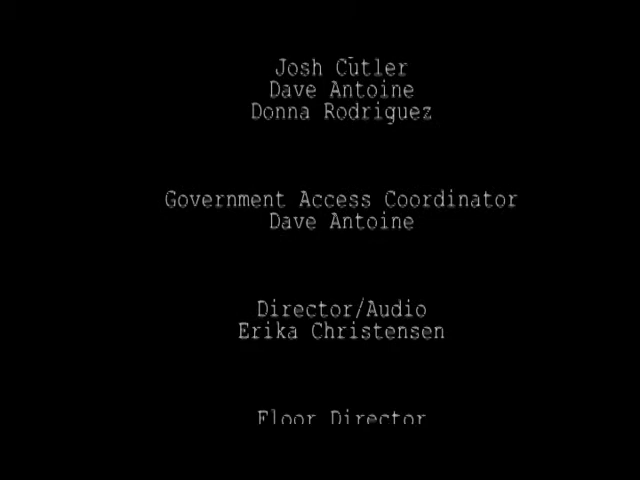 Josh Cutler
Dave Antoine
Donna Rodriguez
Government Access Coordinator
Dave Antoine
Director/Audio
Erika Christensen
Floor Director